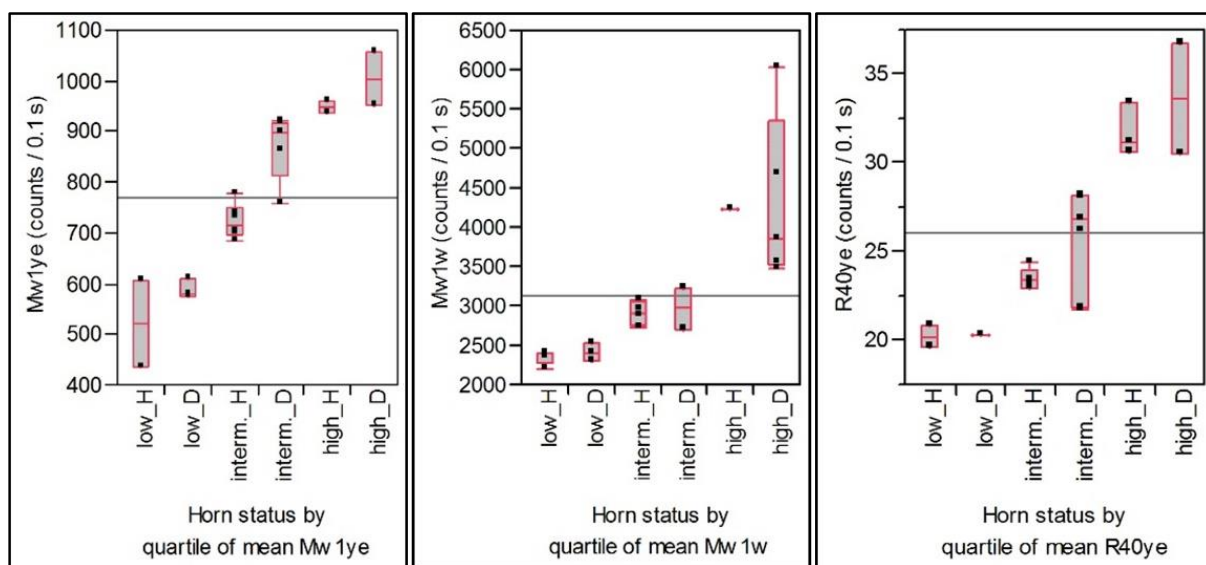 Mw1ye (counts / 0.1 s)
1100
1000
900
800
700
600
500
400
low_H
low_D
interm._H
interm._D
high_H
high_D
Horn status by
quartile of mean Mw 1ye
Mw1w (counts / 0.1 s)
6500
6000
5500
5000
4500
4000
3500
3000
2500
2000
low_H
low_D
interm._H
interm._D
high_H
high_D
Horn status by
quartile of mean Mw 1w
R40ye (counts / 0.1 s)
35
30
25
20
low_H
low_D
interm._H
interm._D
high_H
high_D
Horn status by
quartile of mean R40ye